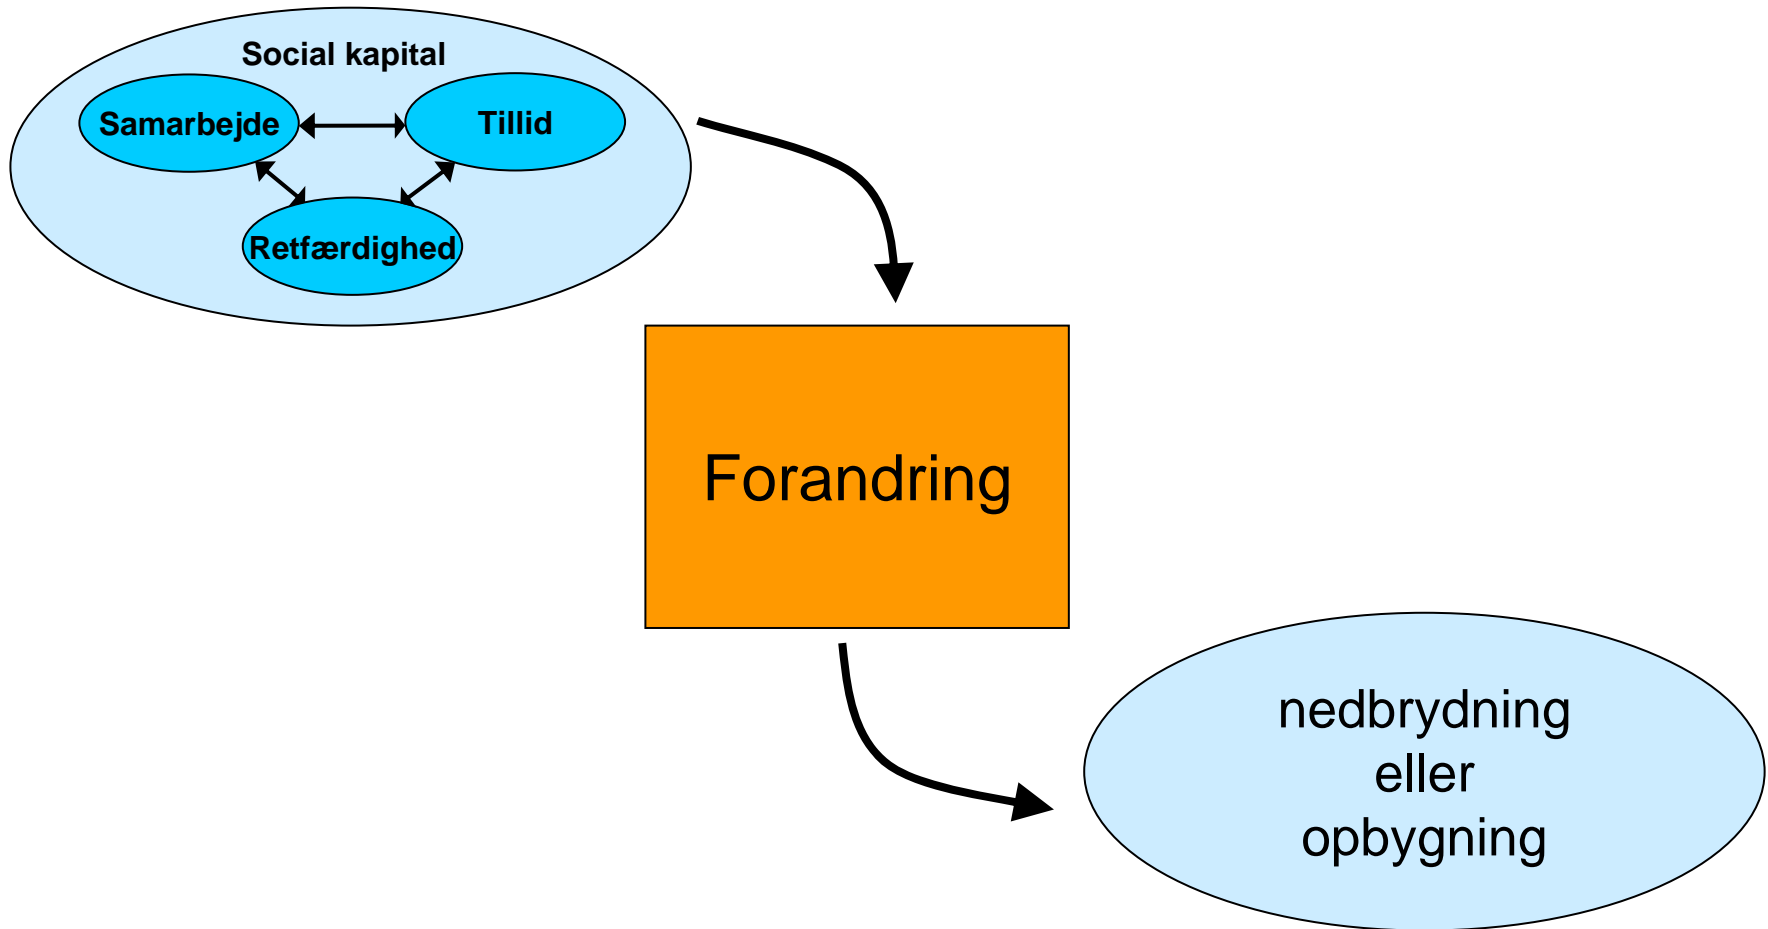 Social kapital
Samarbejde
Tillid
Retfærdighed
Forandring
nedbrydning
eller
opbygning